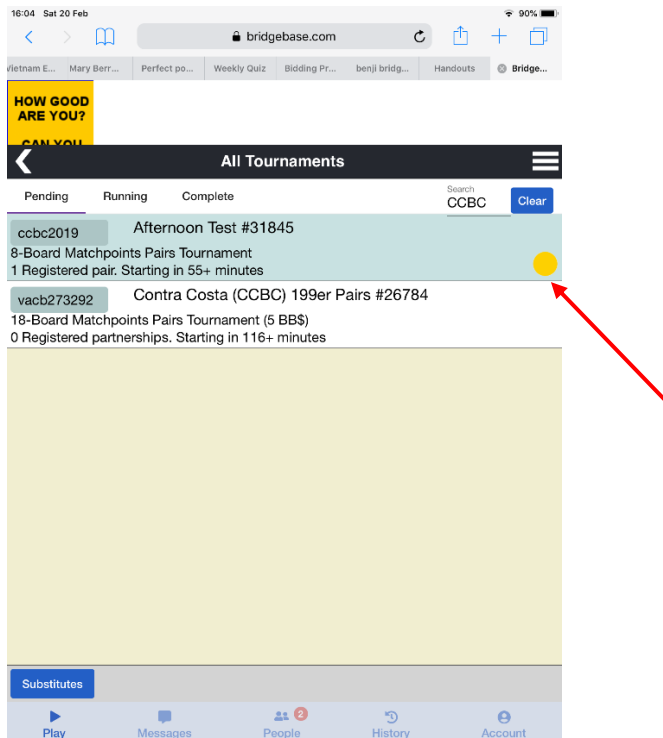 16:04 Sat 20 Feb
90%
bridgebase.com
Vietnam E... Mary Berr... Perfect po... Weekly Quiz Bidding Pr... benji bridg... Handouts Bridge...
HOW GOOD
ARE YOU?
CAN YOU
All Tournaments
Pending Running Complete
Search
CCBC
Clear
ccbc2019 Afternoon Test #31845
8-Board Matchpoints Pairs Tournament
1 Registered pair. Starting in 55+ minutes
vacb273292 Contra Costa (CCBC) 199er Pairs #26784
18-Board Matchpoints Pairs Tournament (5 BB$)
0 Registered partnerships. Starting in 116+ minutes
Substitutes
2
Play Messages People History Account